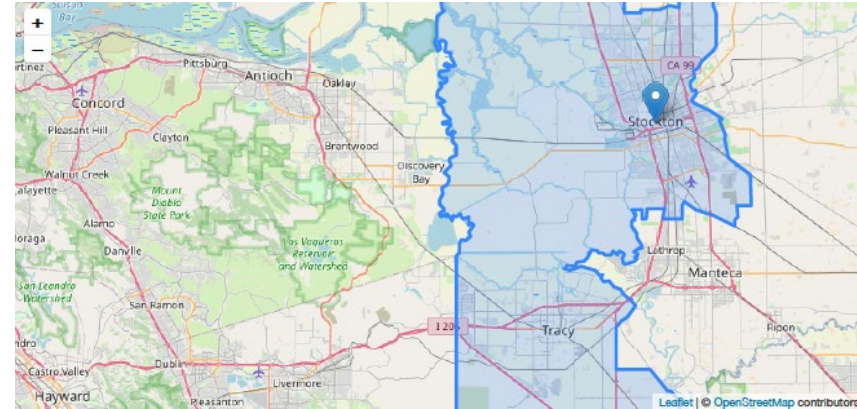 +
−
Susun
Bay
CA 99
Pittsburg
Antioch
Oakley
Concord
Stockton
Pleasant Hill
Clayton
Brentwood
Walnut Creek
Discovery
Bay
Lafayette
Mount
Diablo
State Park
Alamo
Los Vaqueros
Reservoir
and Watershed
Danville
Lathrop
Manteca
San Leandro
Watershed
San Ramon
I 205
Tracy
Ripon
Dublin
Castro Valley
Livermore
Hayward
Pleasanton
Leaflet | © OpenStreetMap contributors